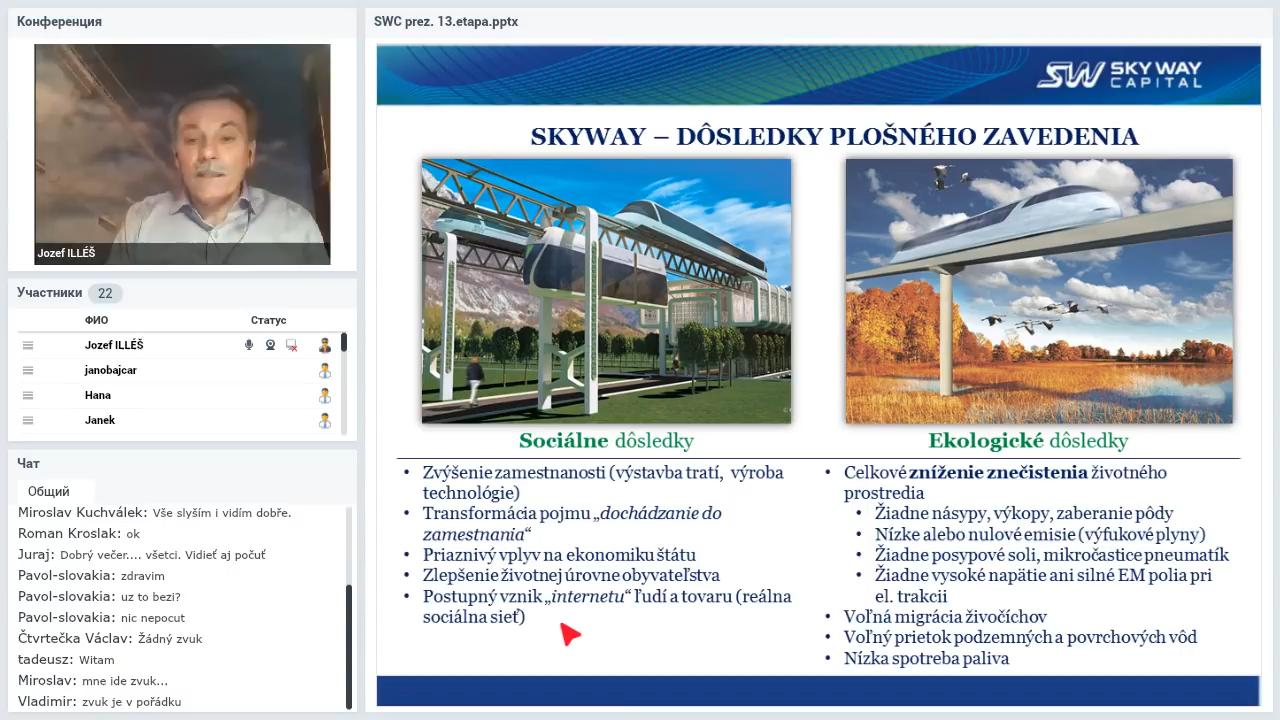 Конференция
Jozef ILLÉŠ
Участники 22
ФИО Статус
Jozef ILLÉŠ
janobajcar
Hana
Janek
Чат
Общий
Miroslav Kuchválek: Vše slyším i vidím dobře.
Roman Kroslak: ok
Juraj: Dobrý večer.... všetci. Vidieť aj počuť
Pavol-slovakia: zdravim
Pavol-slovakia: uz to bezi?
Pavol-slovakia: nic nepocut
Čtvrtečka Václav: Žádný zvuk
tadeusz: Witam
Miroslav: mne ide zvuk...
Vladimir: zvuk je v pořádku
SWC prez. 13.etapa.pptx
SW SKY WAY
CAPITAL
SKYWAY – DÔSLEDKY PLOŠNÉHO ZAVEDENIA
Sociálne dôsledky
• Zvýšenie zamestnanosti (výstavba tratí, výroba
technológie)
• Transformácia pojmu „dochádzanie do
zamestnania“
• Priaznivý vplyv na ekonomiku štátu
• Zlepšenie životnej úrovne obyvateľstva
• Postupný vznik „internetu“ ľudí a tovaru (reálna
sociálna sieť)
Ekologické dôsledky
• Celkové zníženie znečistenia životného
prostredia
• Žiadne násypy, výkopy, zaberanie pôdy
• Nízke alebo nulové emisie (výfukové plyny)
• Žiadne posypové soli, mikročastice pneumatík
• Žiadne vysoké napätie ani silné EM polia pri
el. trakcii
• Voľná migrácia živočíchov
• Voľný prietok podzemných a povrchových vôd
• Nízka spotreba paliva